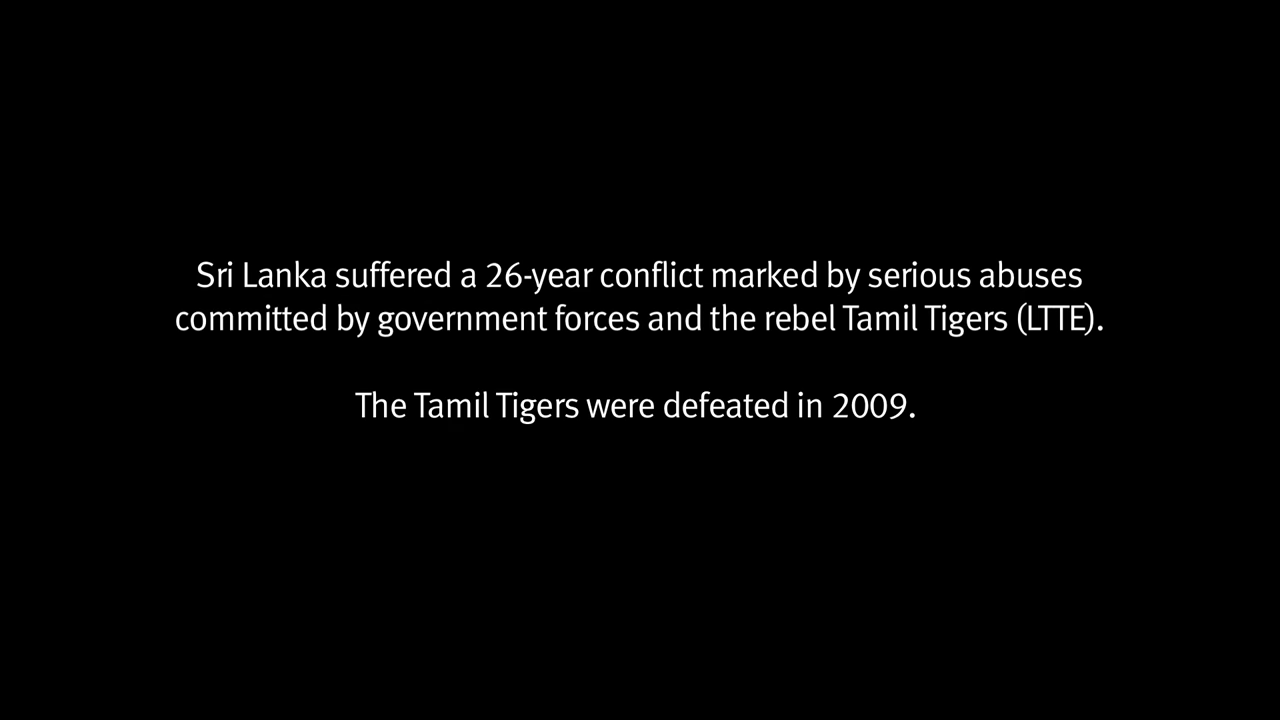 Sri Lanka suffered a 26-year conflict marked by serious abuses
committed by government forces and the rebel Tamil Tigers (LTTE).
The Tamil Tigers were defeated in 2009.